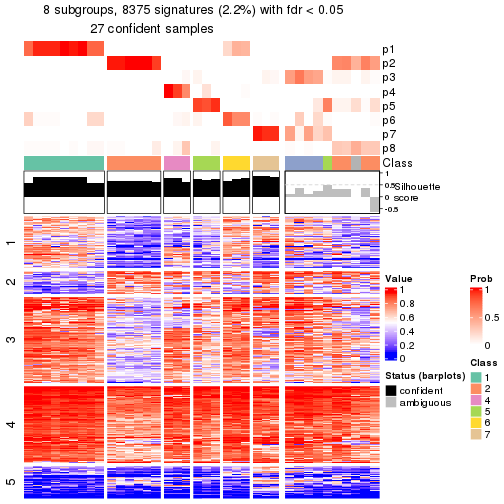 8 subgroups, 8375 signatures (2.2%) with fdr < 0.05
27 confident samples
p1
p2
p3
p4
p5
p6
p7
p8
Class
1
0.5
0
-0.5
Silhouette
score
1
2
3
4
5
Value
1
0.8
0.6
0.4
0.2
0
Prob
1
0.5
0
Status (barplots)
confident
ambiguous
Class
1
2
4
5
6
7